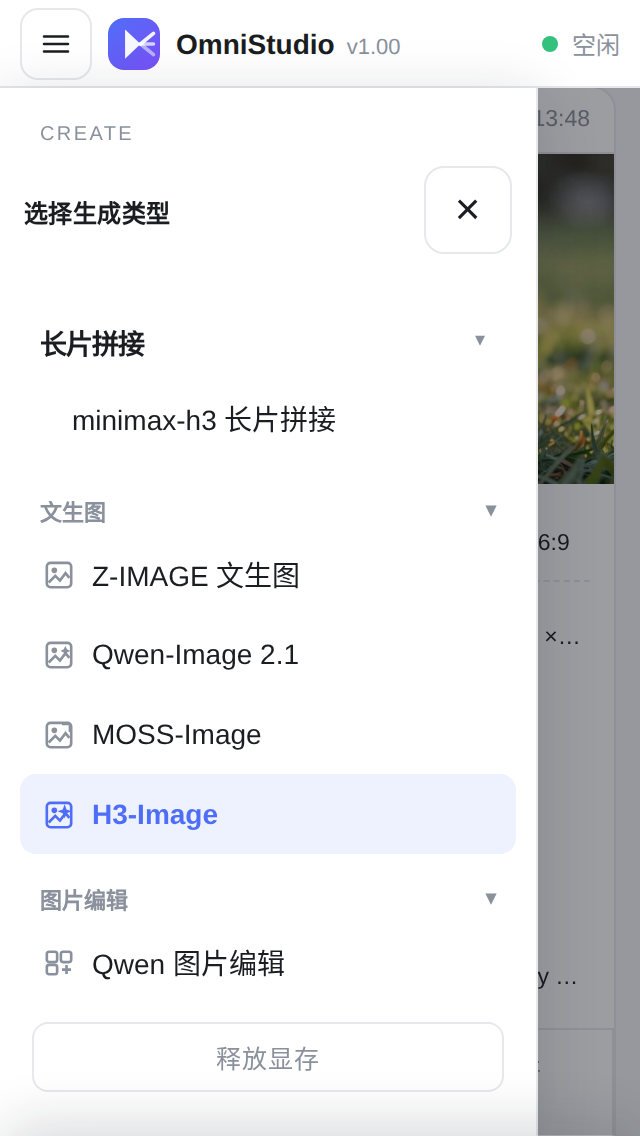 OmniStudio v1.00 空闲
CREATE
13:48
选择生成类型
长片拼接
minimax-h3 长片拼接
文生图
6:9
Z-IMAGE 文生图
×...
Qwen-Image 2.1
MOSS-Image
H3-Image
图片编辑
Qwen 图片编辑
y ...
释放显存